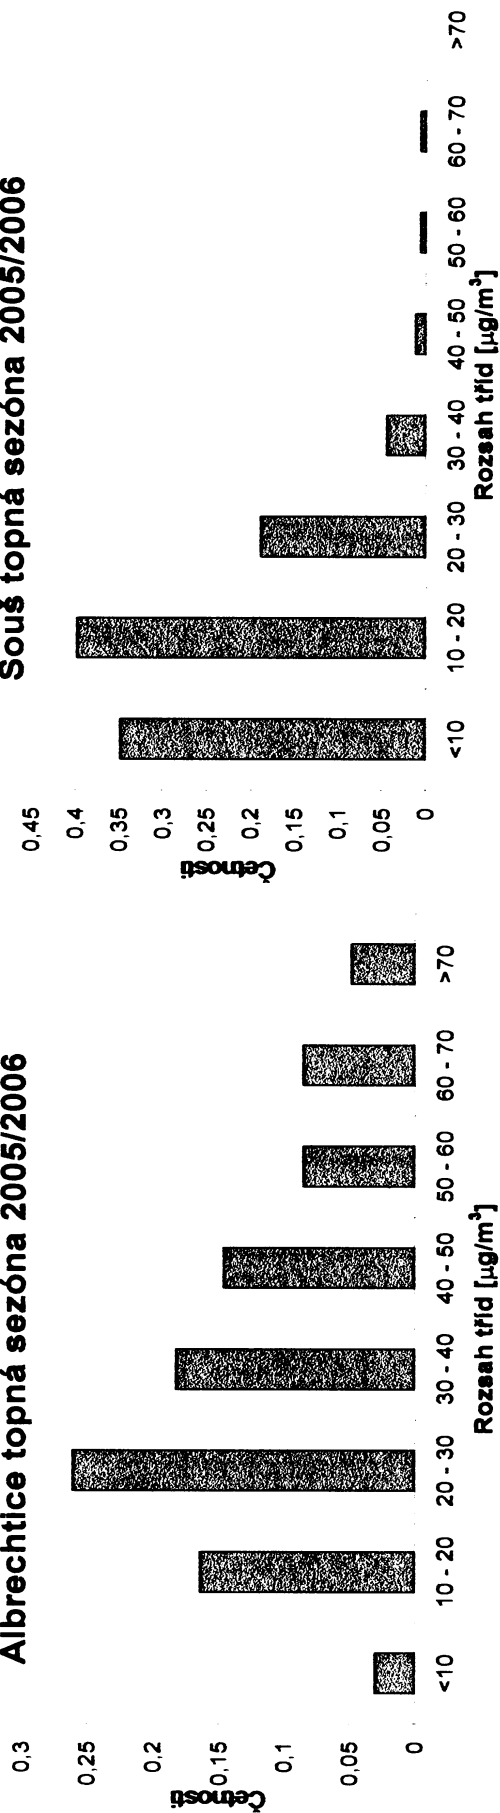 Albrechtice topná sezóna 2005/2006
0,3
0,25
0,2
0,15
0,1
0,05
0
Četnosti
<10
10 - 20
20 - 30
30 - 40
40 - 50
50 - 60
60 - 70
>70
Rozsah tříd [µg/m³]
Souš topná sezóna 2005/2006
0,45
0,4
0,35
0,3
0,25
0,2
0,15
0,1
0,05
0
Četnosti
<10
10 - 20
20 - 30
30 - 40
40 - 50
50 - 60
60 - 70
>70
Rozsah tříd [µg/m³]